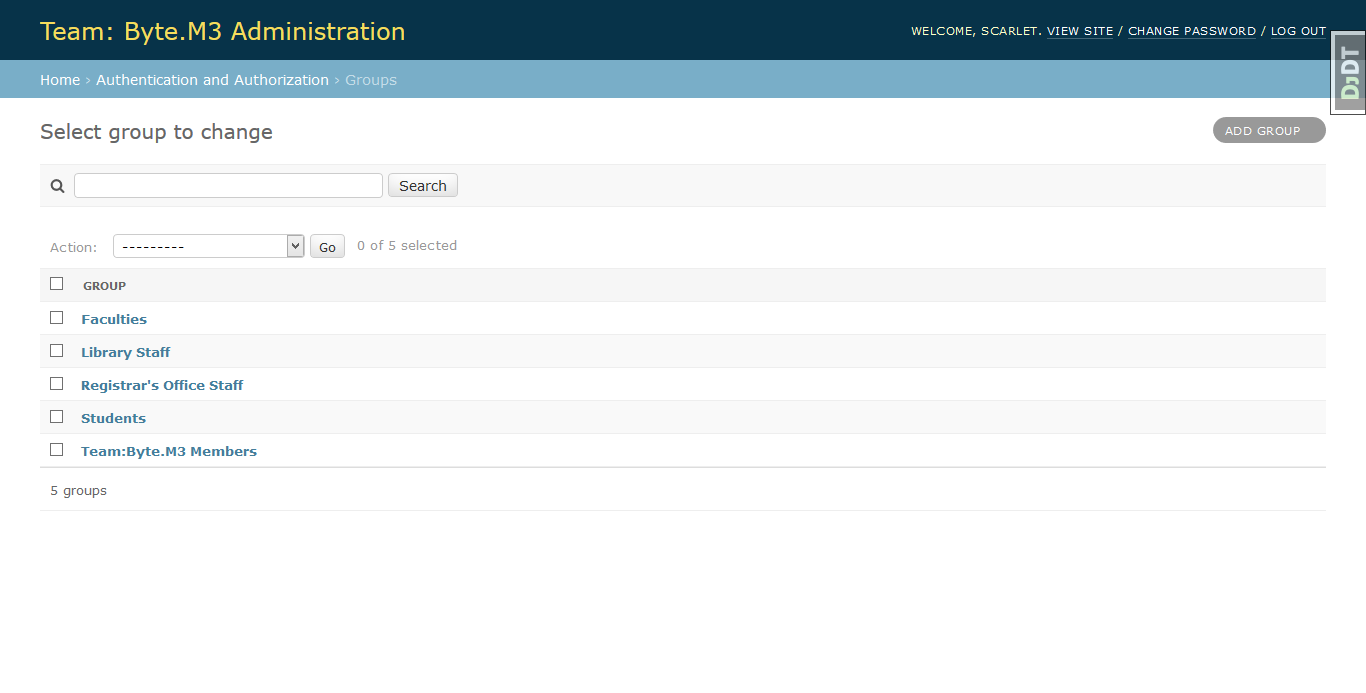 Team: Byte.M3 Administration
WELCOME, SCARLET. VIEW SITE / CHANGE PASSWORD / LOG OUT
DJDT
Home › Authentication and Authorization › Groups
Select group to change
ADD GROUP
Search
Action: --------- Go 0 of 5 selected
GROUP
Faculties
Library Staff
Registrar's Office Staff
Students
Team:Byte.M3 Members
5 groups